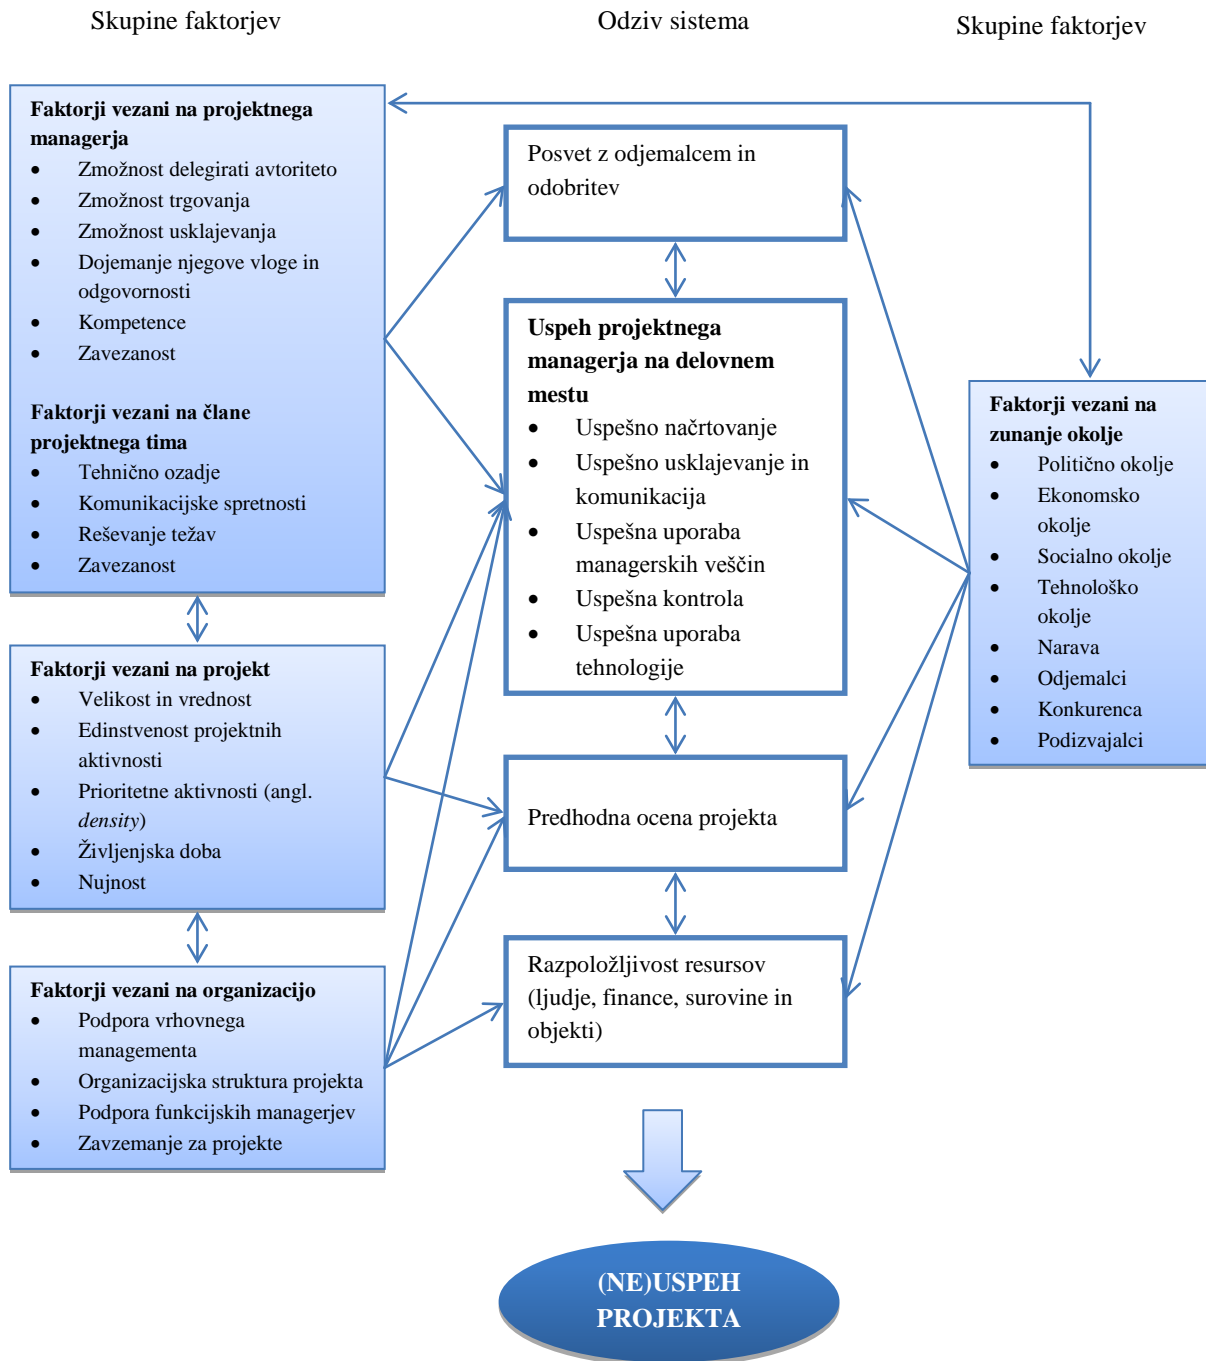 Skupine faktorjev
Odziv sistema
Skupine faktorjev
Faktorji vezani na projektnega
managerja
• Zmožnost delegirati avtoriteto
• Zmožnost trgovanja
• Zmožnost usklajevanja
• Dojemanje njegove vloge in
odgovornosti
• Kompetence
• Zavezanost
Faktorji vezani na člane
projektnega tima
• Tehnično ozadje
• Komunikacijske spretnosti
• Reševanje težav
• Zavezanost
Faktorji vezani na projekt
• Velikost in vrednost
• Edinstvenost projektnih
aktivnosti
• Prioritetne aktivnosti (angl.
density)
• Življenjska doba
• Nujnost
Faktorji vezani na organizacijo
• Podpora vrhovnega
managementa
• Organizacijska struktura projekta
• Podpora funkcijskih managerjev
• Zavzemanje za projekte
Posvet z odjemalcem in
odobritev
Uspeh projektnega
managerja na delovnem
mestu
• Uspešno načrtovanje
• Uspešno usklajevanje in
komunikacija
• Uspešna uporaba
managerskih veščin
• Uspešna kontrola
• Uspešna uporaba
tehnologije
Predhodna ocena projekta
Razpoložljivost resursov
(ljudje, finance, surovine in
objekti)
Faktorji vezani na
zunanje okolje
• Politično okolje
• Ekonomsko
okolje
• Socialno okolje
• Tehnološko
okolje
• Narava
• Odjemalci
• Konkurenca
• Podizvajalci
(NE)USPEH
PROJEKTA